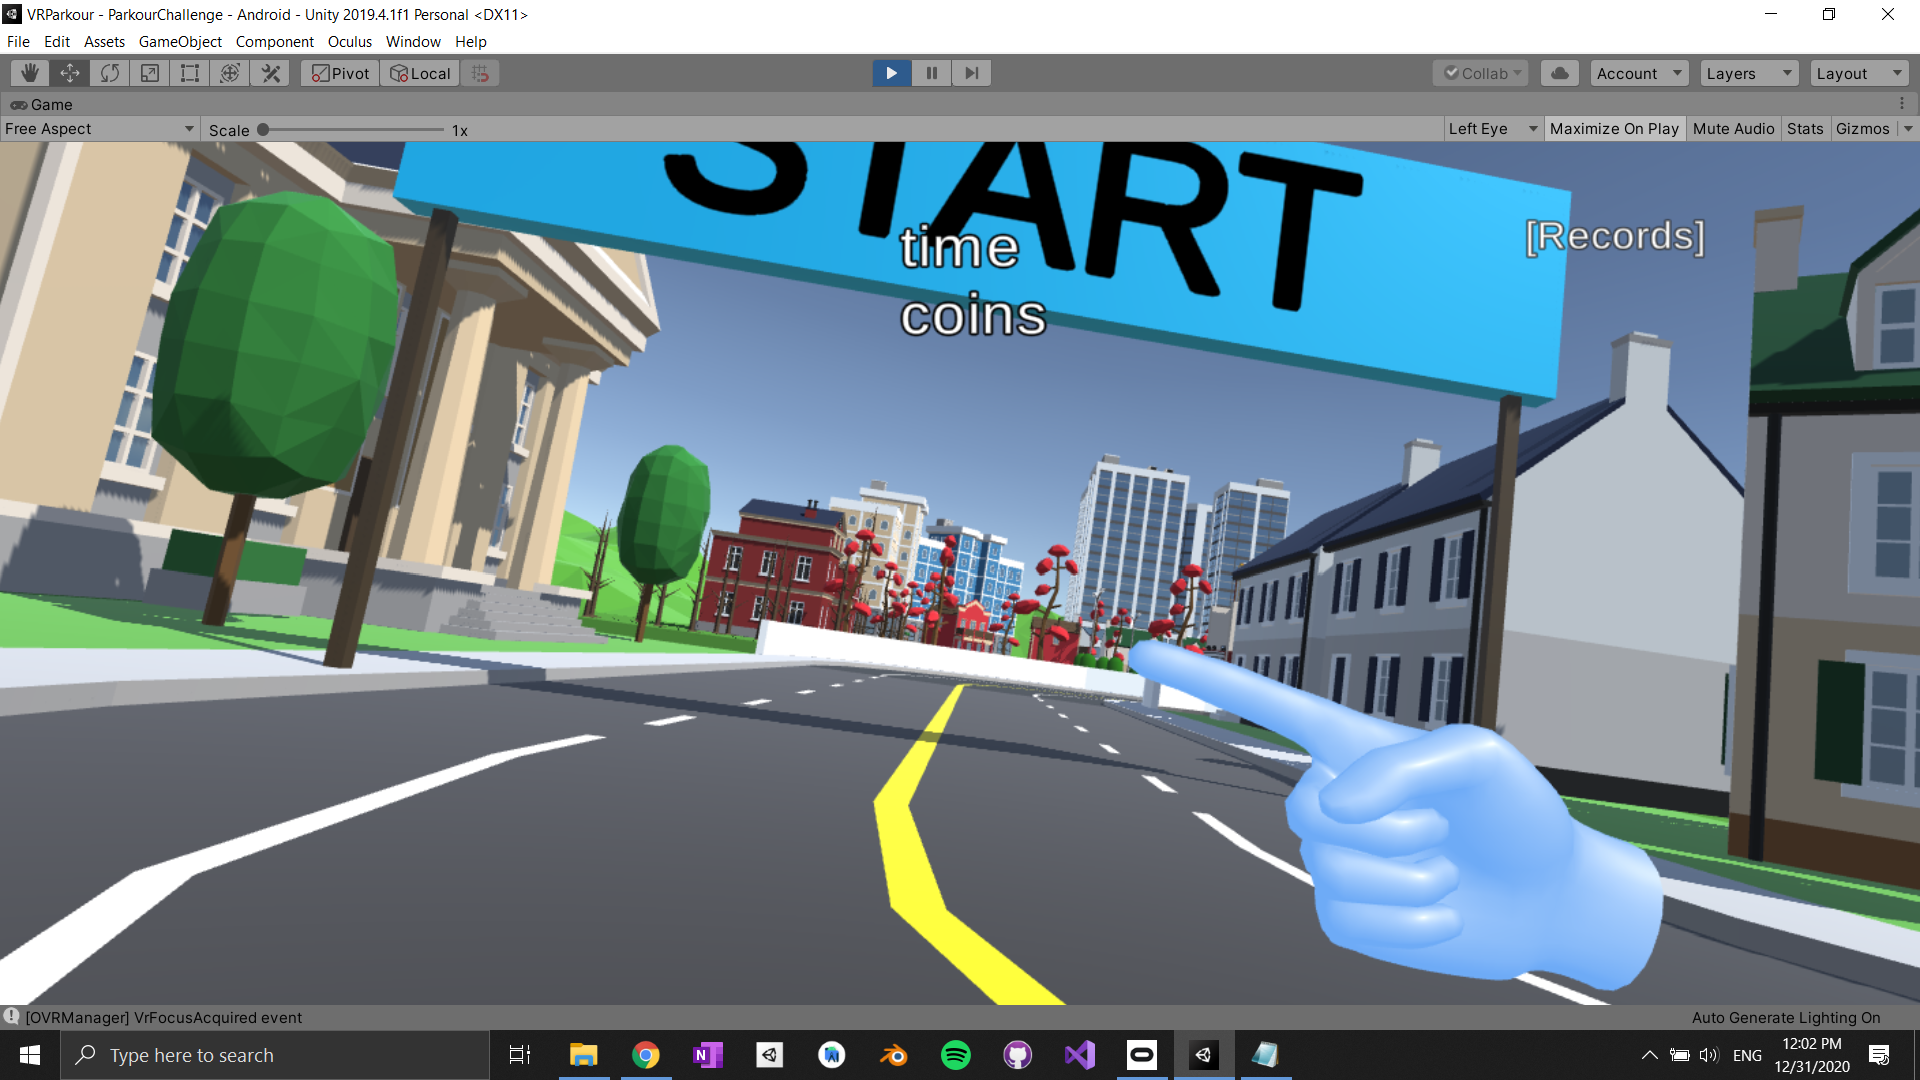 VRParkour - ParkourChallenge - Android - Unity 2019.4.1f1 Personal <DX11>
File Edit Assets GameObject Component Oculus Window Help
Pivot Local Collab Account Layers Layout
Game
Free Aspect Scale 1x Left Eye Maximize On Play Mute Audio Stats Gizmos
START
time
coins
[Records]
[OVRManager] VrFocusAcquired event Auto Generate Lighting On
Type here to search
ENG
12:02 PM
12/31/2020